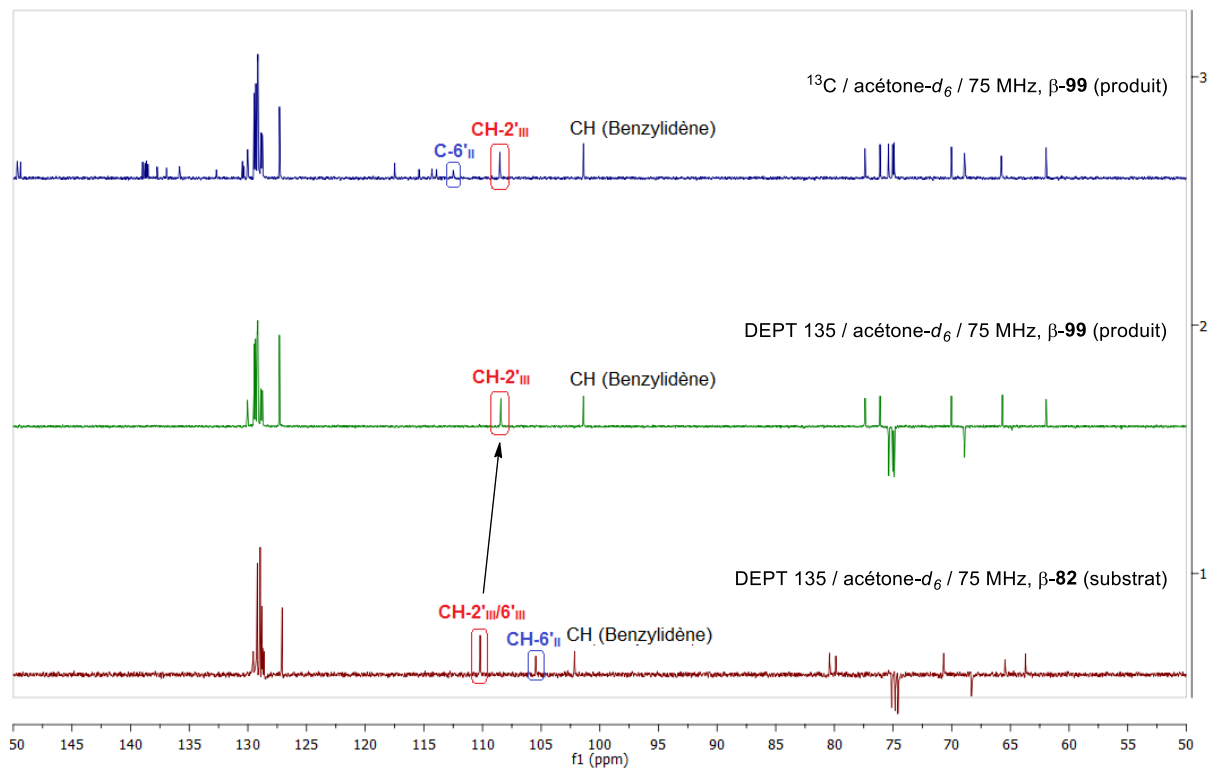 ¹³C / acétone-d₆ / 75 MHz, β-99 (produit)
CH-2'III
CH (Benzylidène)
C-6'II
3
DEPT 135 / acétone-d₆ / 75 MHz, β-99 (produit)
2
CH-2'III
CH (Benzylidène)
DEPT 135 / acétone-d₆ / 75 MHz, β-82 (substrat)
1
CH-2'III/6'III
CH-6'II
CH (Benzylidène)
50 145 140 135 130 125 120 115 110 105 100 95 90 85 80 75 70 65 60 55 50
f1 (ppm)